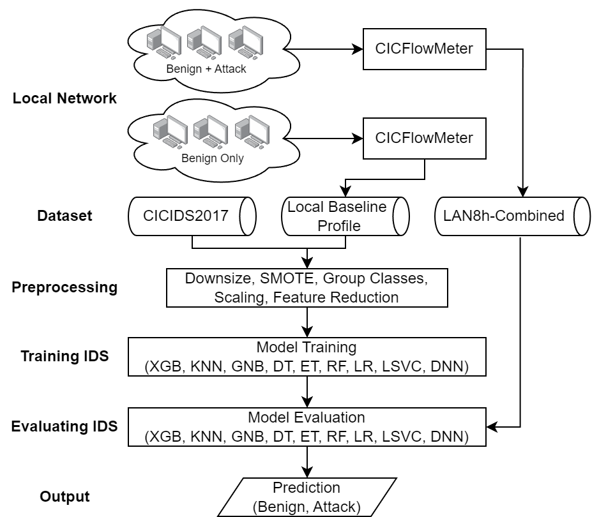 Benign + Attack
CICFlowMeter
Local Network
Benign Only
CICFlowMeter
Dataset
CICIDS2017
Local Baseline
Profile
LAN8h-Combined
Preprocessing
Downsize, SMOTE, Group Classes,
Scaling, Feature Reduction
Training IDS
Model Training
(XGB, KNN, GNB, DT, ET, RF, LR, LSVC, DNN)
Evaluating IDS
Model Evaluation
(XGB, KNN, GNB, DT, ET, RF, LR, LSVC, DNN)
Output
Prediction
(Benign, Attack)